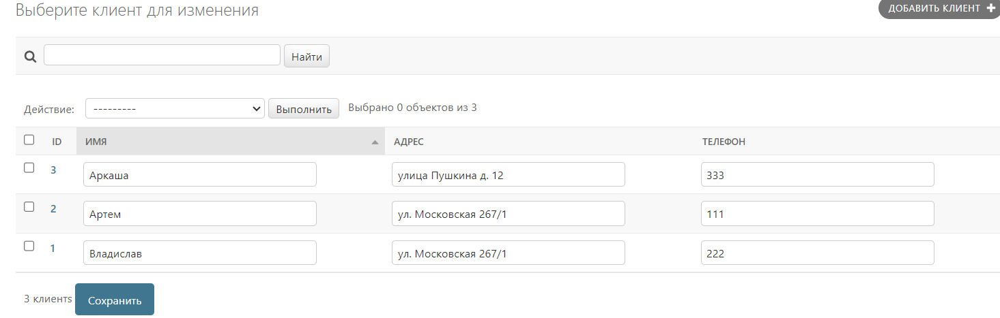 Выберите клиент для изменения
ДОБАВИТЬ КЛИЕНТ +
Найти
Действие: --------- Выполнить Выбрано 0 объектов из 3
ID ИМЯ АДРЕС ТЕЛЕФОН
3 Аркаша улица Пушкина д. 12 333
2 Артем ул. Московская 267/1 111
1 Владислав ул. Московская 267/1 222
3 клиентs Сохранить